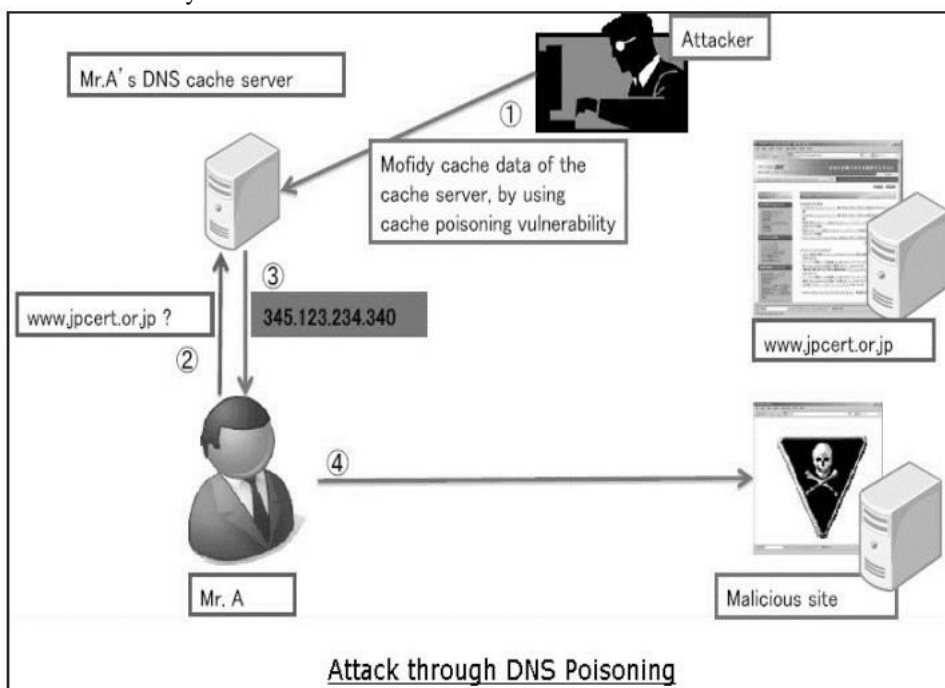 Attacker
Mr.A's DNS cache server
①
Mofidy cache data of the
cache server, by using
cache poisoning vulnerability
③
www.jpcert.or.jp ?
345.123.234.340
②
www.jpcert.or.jp
④
Mr. A
Malicious site
Attack through DNS Poisoning